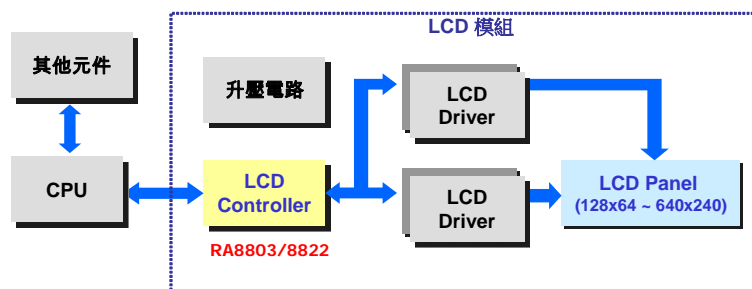 LCD 模組
其他元件
升壓電路
LCD
Driver
CPU
LCD
Controller
LCD
Driver
LCD Panel
(128x64 ~ 640x240)
RA8803/8822